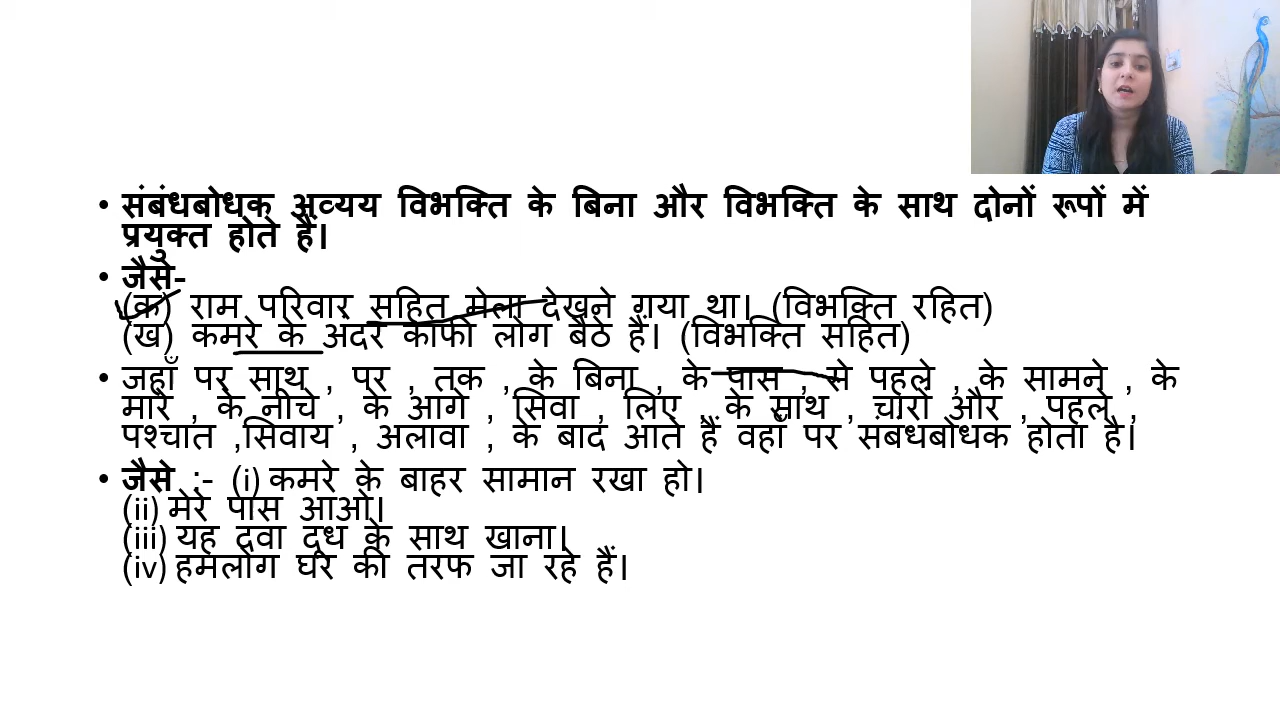 • संबंधबोधक अव्यय विभक्ति के बिना और विभक्ति के साथ दोनों रूपों में
प्रयुक्त होते हैं।
• जैसे-
(क) राम परिवार सहित मेला देखने गया था। (विभक्ति रहित)
(ख) कमरे के अंदर काफी लोग बैठे हैं। (विभक्ति सहित)
• जहाँ पर साथ , पर , तक , के बिना , के पास , से पहले , के सामने , के
मारे , के नीचे , के आगे , सिवा , लिए , के साथ , चारों और , पहले ,
पश्चात ,सिवाय , अलावा , के बाद आते हैं वहाँ पर संबंधबोधक होता है।
• जैसे :- (i) कमरे के बाहर सामान रखा हो।
(ii) मेरे पास आओ।
(iii) यह दवा दूध के साथ खाना।
(iv) हमलोग घर की तरफ जा रहे हैं।